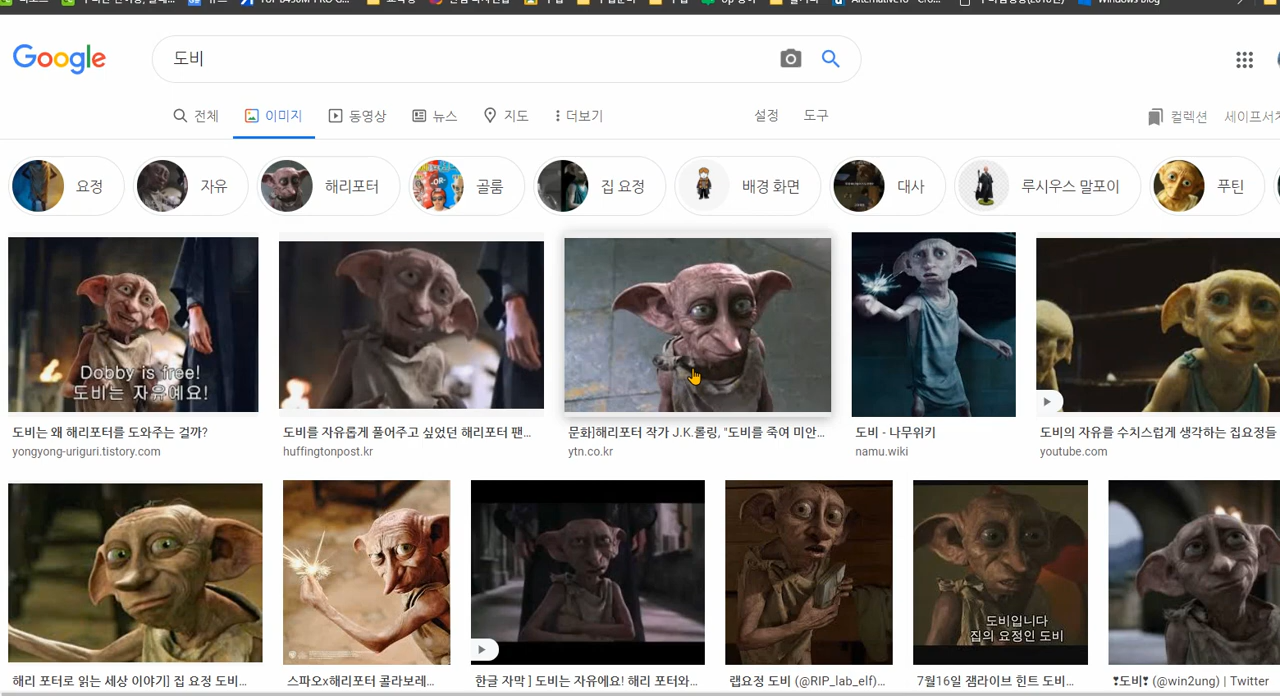 Windows Blog
Google
도비
전체
이미지
동영상
뉴스
지도
더보기
설정
도구
컬렉션
세이프서치
요정
자유
해리포터
-OR-
골룸
집 요정
배경 화면
대사
루시우스 말포이
푸틴
Dobby is free!
도비는 자유에요!
도비는 왜 해리포터를 도와주는 걸까?
yongyong-uriguri.tistory.com
도비를 자유롭게 풀어주고 싶었던 해리포터 팬...
huffingtonpost.kr
문화]해리포터 작가 J.K.롤링, "도비를 죽여 미안...
ytn.co.kr
도비 - 나무위키
namu.wiki
도비의 자유를 수치스럽게 생각하는 집요정들
youtube.com
도비입니다
집의 요정인 도비
해리 포터로 읽는 세상 이야기] 집 요정 도비...
스파오x해리포터 콜라보레...
한글 자막 ] 도비는 자유에요! 해리 포터와...
랩요정 도비 (@RIP_lab_elf)...
7월16일 잼라이브 힌트 도비...
❣도비❣ (@win2ung) | Twitter